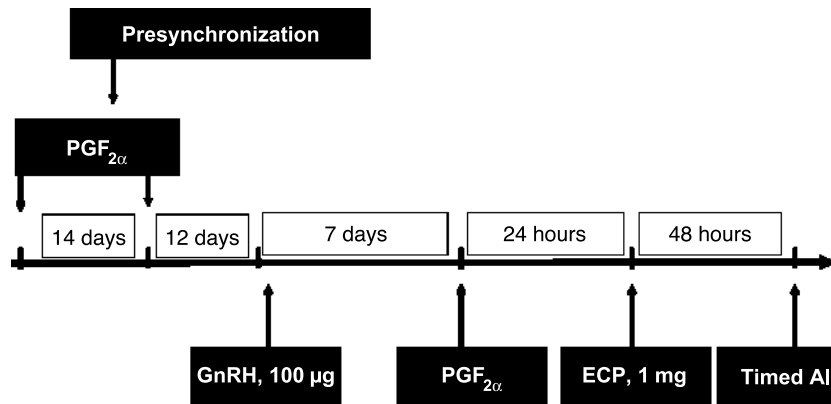 Presynchronization
PGF2α
14 days
12 days
7 days
24 hours
48 hours
GnRH, 100 µg
PGF2α
ECP, 1 mg
Timed AI